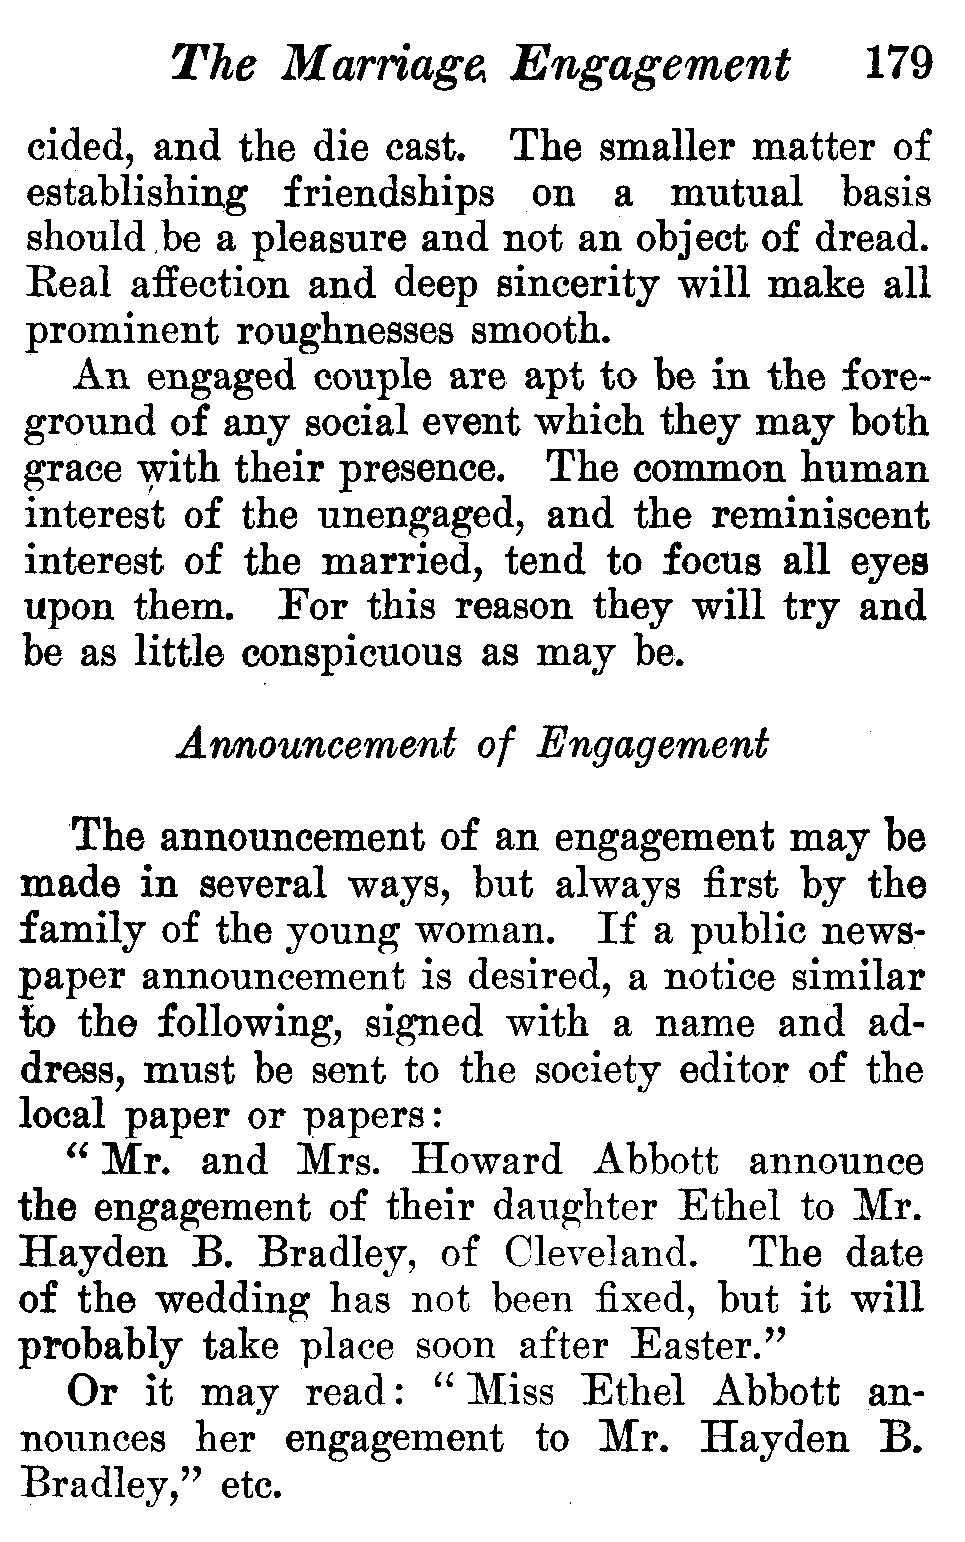 The Marriage Engagement 179
cided, and the die cast. The smaller matter of
establishing friendships on a mutual basis
should be a pleasure and not an object of dread.
Real affection and deep sincerity will make all
prominent roughnesses smooth.
An engaged couple are apt to be in the fore-
ground of any social event which they may both
grace with their presence. The common human
interest of the unengaged, and the reminiscent
interest of the married, tend to focus all eyes
upon them. For this reason they will try and
be as little conspicuous as may be.
Announcement of Engagement
The announcement of an engagement may be
made in several ways, but always first by the
family of the young woman. If a public news-
paper announcement is desired, a notice similar
to the following, signed with a name and ad-
dress, must be sent to the society editor of the
local paper or papers:
“ Mr. and Mrs. Howard Abbott announce
the engagement of their daughter Ethel to Mr.
Hayden B. Bradley, of Cleveland. The date
of the wedding has not been fixed, but it will
probably take place soon after Easter.”
Or it may read: “ Miss Ethel Abbott an-
nounces her engagement to Mr. Hayden B.
Bradley,” etc.